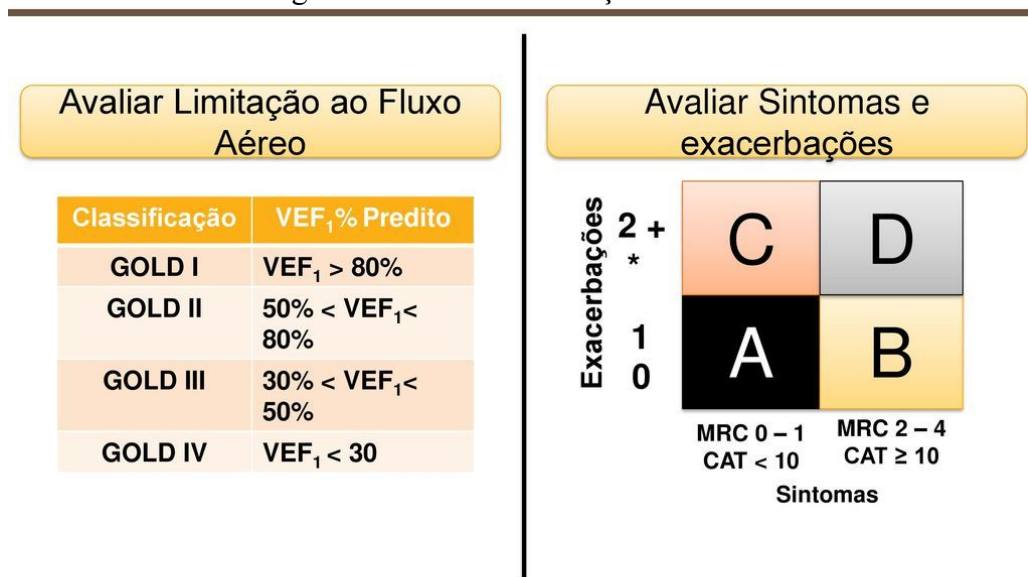 Avaliar Limitação ao Fluxo
Aéreo
Classificação VEF₁% Predito
GOLD I VEF₁ > 80%
GOLD II 50% < VEF₁<
80%
GOLD III 30% < VEF₁<
50%
GOLD IV VEF₁ < 30
Avaliar Sintomas e
exacerbações
Exacerbações
2 +
*
1
0
C D
A B
MRC 0 – 1
CAT < 10
MRC 2 – 4
CAT ≥ 10
Sintomas